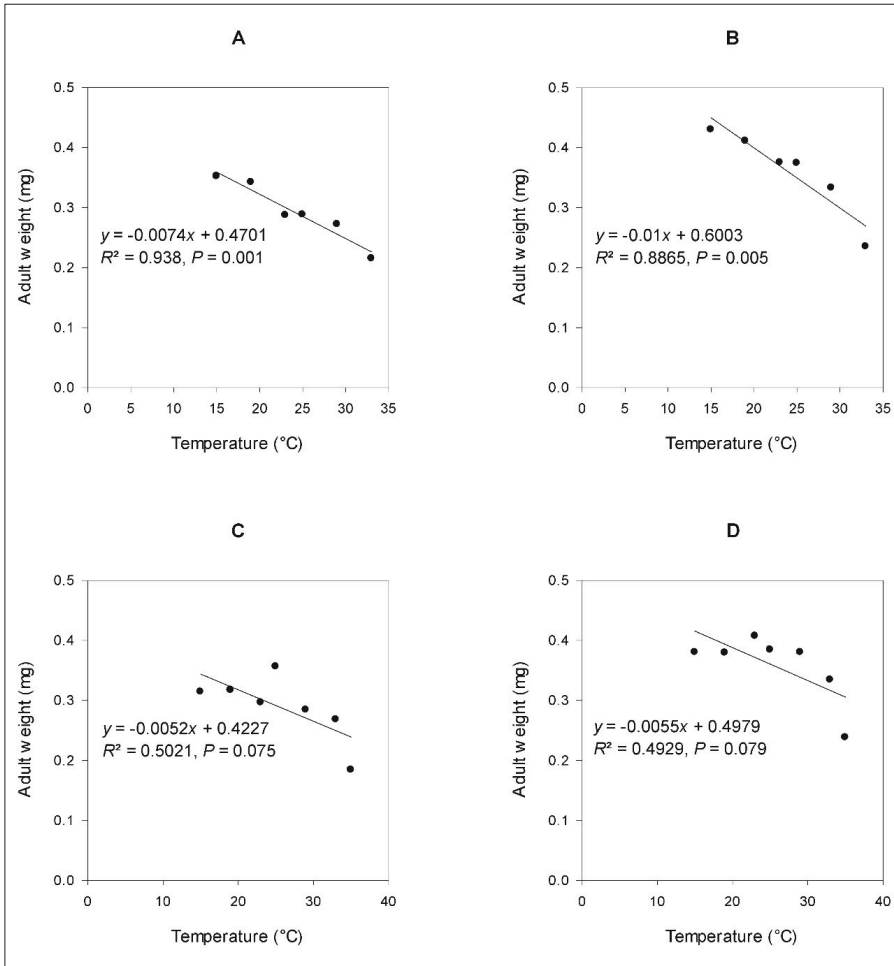 A
0.5
0.4
0.3
0.2
0.1
0.0
Adult weight (mg)
y = -0.0074x + 0.4701
R² = 0.938, P = 0.001
0 5 10 15 20 25 30 35
Temperature (°C)
B
0.5
0.4
0.3
0.2
0.1
0.0
Adult weight (mg)
y = -0.01x + 0.6003
R² = 0.8865, P = 0.005
0 5 10 15 20 25 30 35
Temperature (°C)
C
0.5
0.4
0.3
0.2
0.1
0.0
Adult weight (mg)
y = -0.0052x + 0.4227
R² = 0.5021, P = 0.075
0 10 20 30 40
Temperature (°C)
D
0.5
0.4
0.3
0.2
0.1
0.0
Adult weight (mg)
y = -0.0055x + 0.4979
R² = 0.4929, P = 0.079
0 10 20 30 40
Temperature (°C)